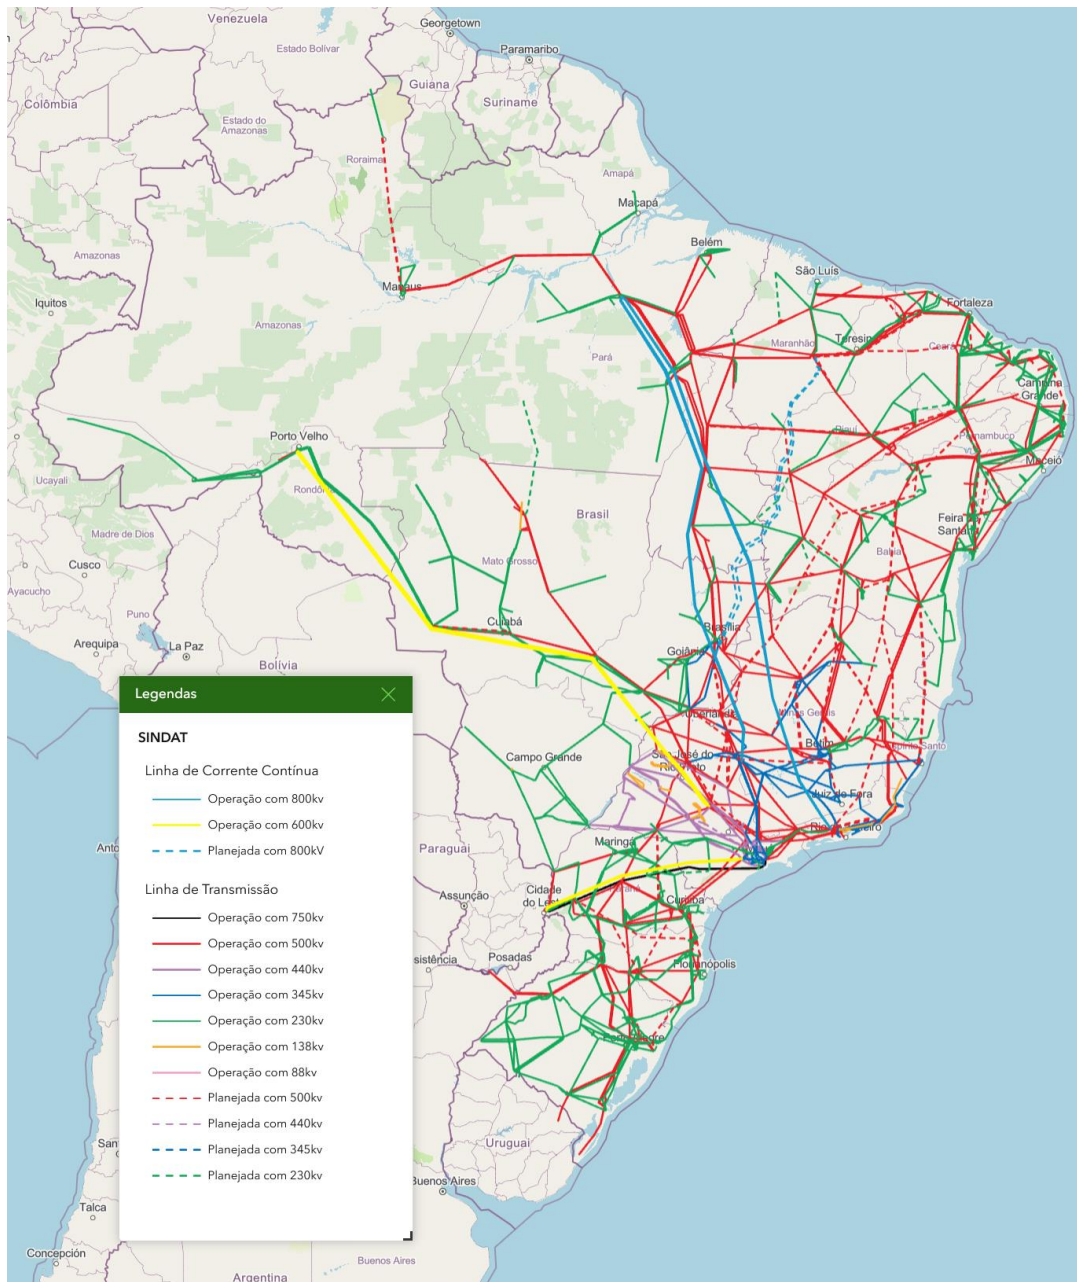 Venezuela
Georgetown
Paramaribo
Estado Bolívar
Guiana
Suriname
Colômbia
Estado do
Amazonas
Roraima
Amapá
Macapá
Amazonas
Belém
São Luís
Manaus
Iquitos
Fortaleza
Amazonas
Maranhão
Pará
Ceará
Campina
Grande
Porto Velho
Piauí
Pernambuco
Maceió
Ucayali
Rondônia
Brasil
Feira
Santana
Madre de Dios
Mato Grosso
Bahia
Cusco
Ayacucho
Puno
Cuiabá
Brasília
Arequipa
La Paz
Goiânia
Bolívia
Uberlândia
Minas Gerais
Betim
Espírito Santo
Campo Grande
São José do
Rio Preto
Juiz de Fora
Rio de Janeiro
Maringá
Paraguai
Assunção
Cidade
do Leste
Paraná
Curitiba
sistência
Posadas
Florianópolis
Porto Alegre
Uruguai
Buenos Aires
Talca
Concepción
Buenos Aires
Argentina
Legendas
SINDAT
Linha de Corrente Contínua
Operação com 800kv
Operação com 600kv
Planejada com 800kV
Linha de Transmissão
Operação com 750kv
Operação com 500kv
Operação com 440kv
Operação com 345kv
Operação com 230kv
Operação com 138kv
Operação com 88kv
Planejada com 500kv
Planejada com 440kv
Planejada com 345kv
Planejada com 230kv